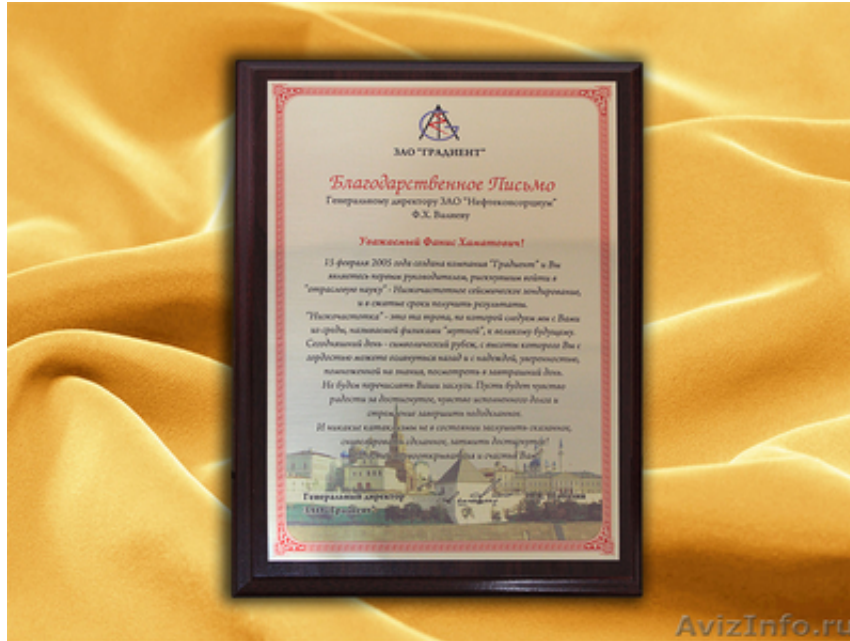 ЗАО "ГРАДИЕНТ"
Благодарственное Письмо
Генеральному директору ЗАО "Нефтеконсорциум"
Ф.Х. Валееву
Уважаемый Фанис Хаматович!
15 февраля 2005 года создана компания "Градиент" и Вы
являетесь первым руководителем, рискнувшим войти в
"отраслевую науку" - Низкочастотное сейсмическое зондирование,
и в сжатые сроки получить результаты.
"Низкочастотка" - это та тропа, по которой следуем мы с Вами
из среды, называемой физиками "мутной", к великому будущему.
Сегодняшний день - символический рубеж, с высоты которого Вы с
гордостью можете оглянуться назад и с надеждой, уверенностью,
помноженной на знания, посмотреть в завтрашний день.
Не будем перечислять Ваши заслуги. Пусть будет чувство
радости за достигнутое, чувство исполненного долга и
стремление завершить недоделанное.
И никакие катаклизмы не в состоянии заглушить сказанное,
сделанное, затмить достигнутое!
и счастья Вам
Генеральный директор
ЗАО "Градиент"
AvizInfo.ru